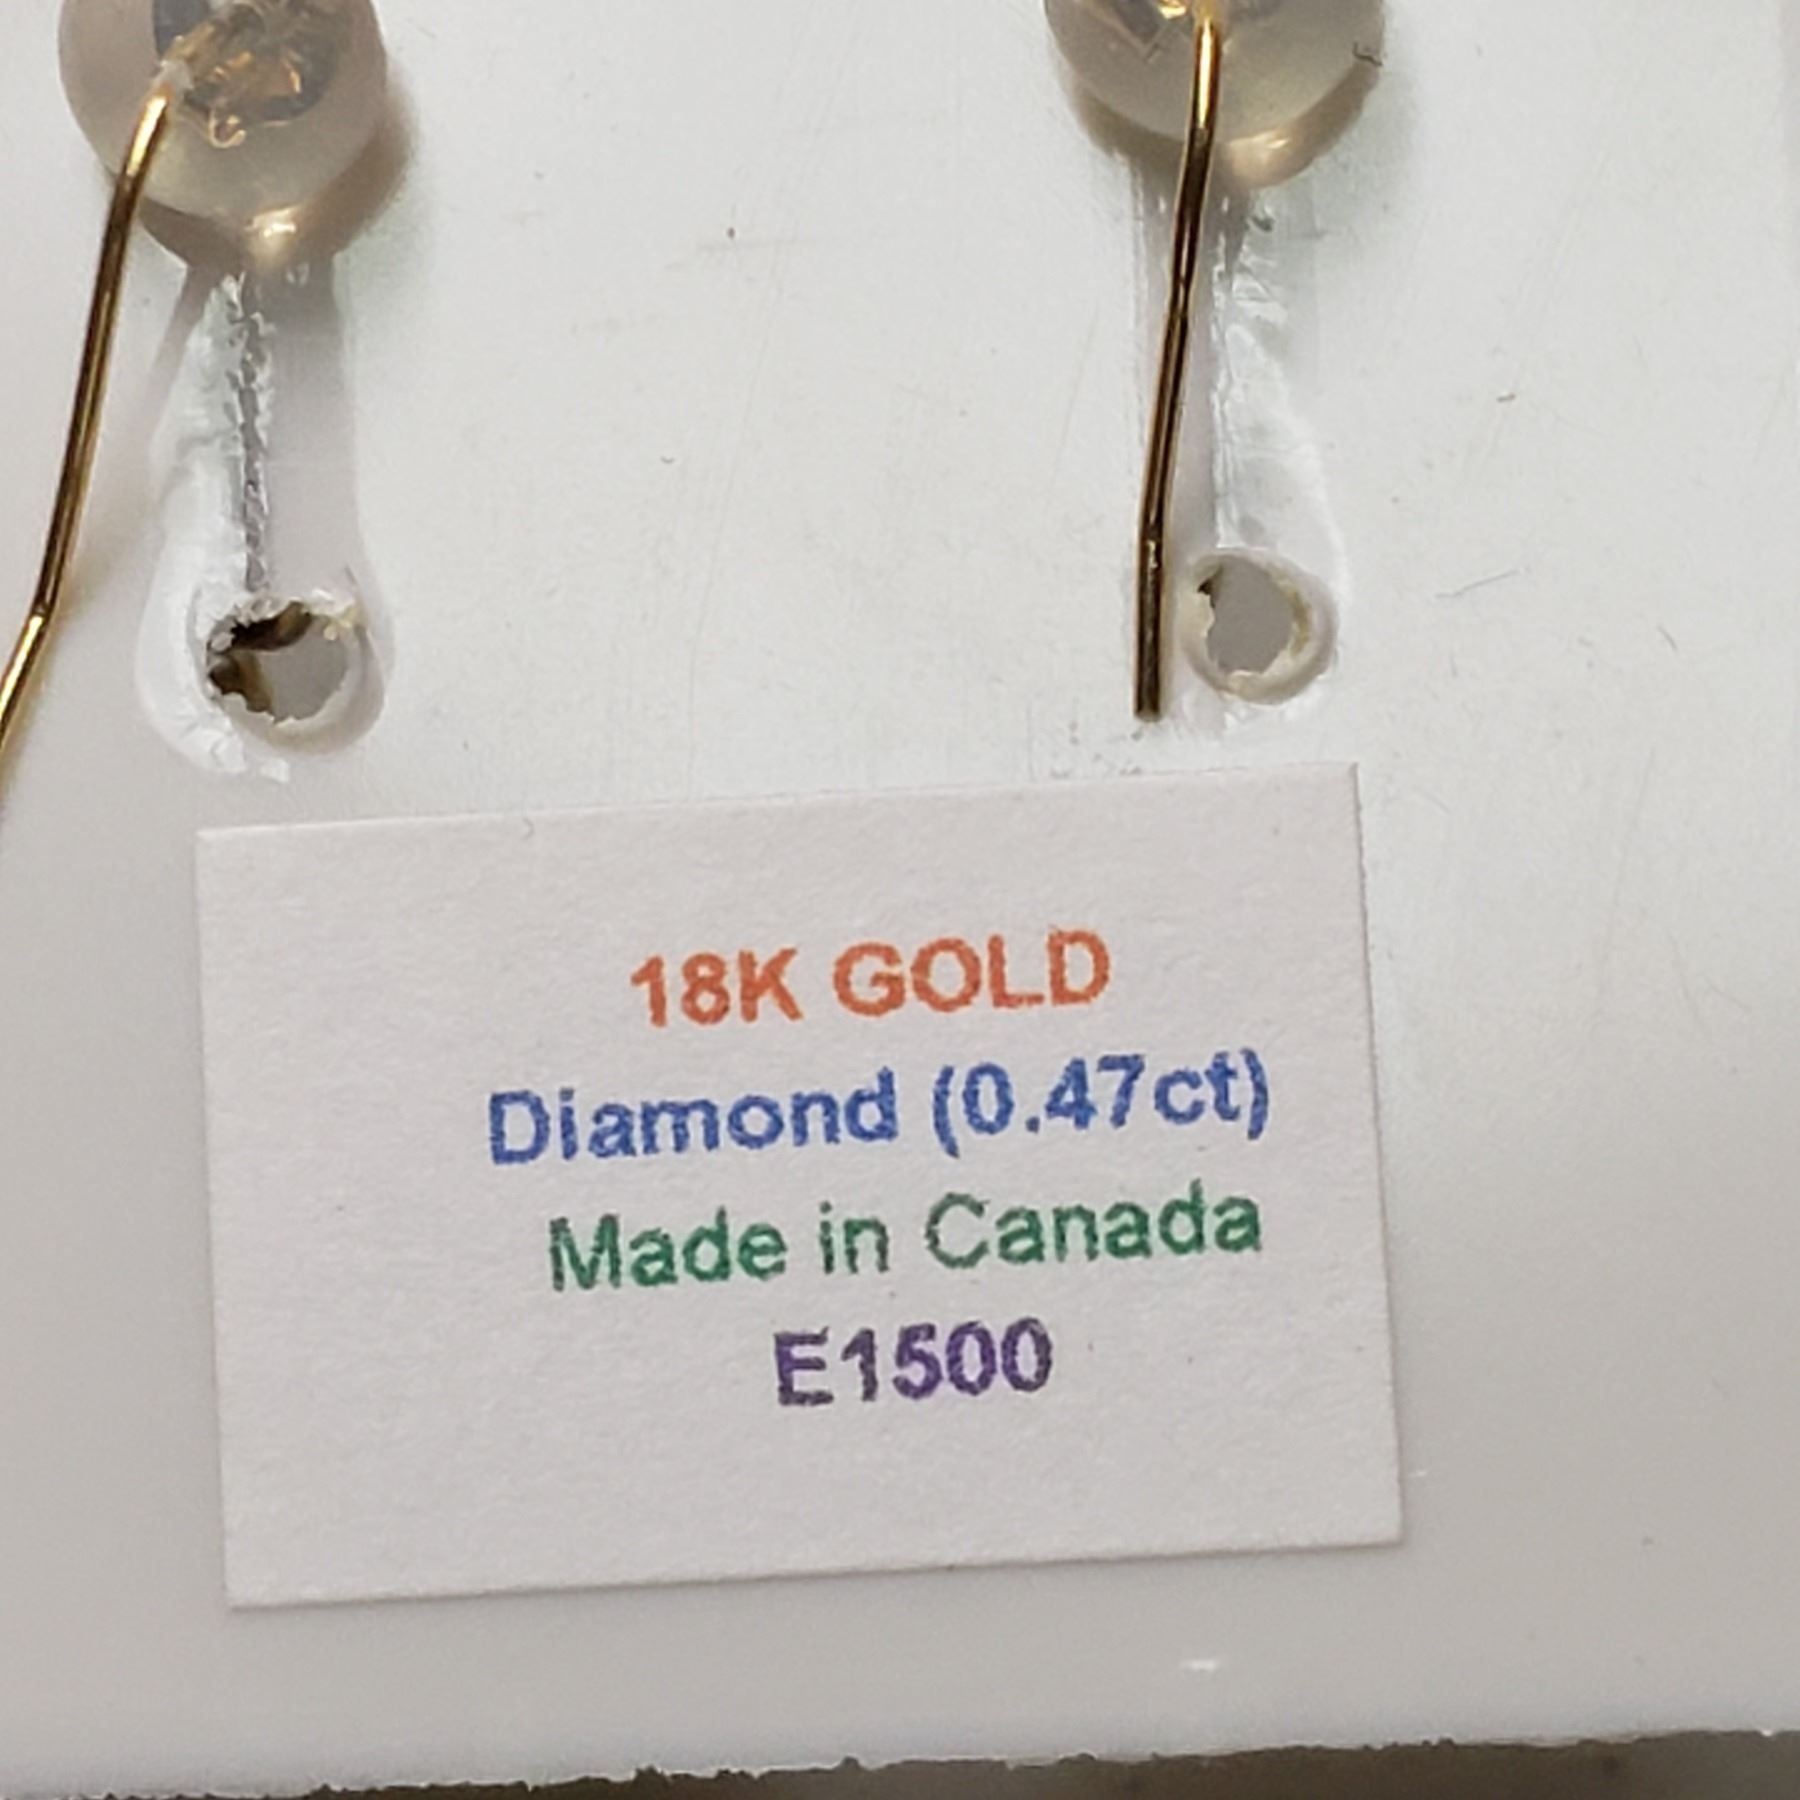 18K GOLD
Diamond (0.47ct)
Made in Canada
E1500